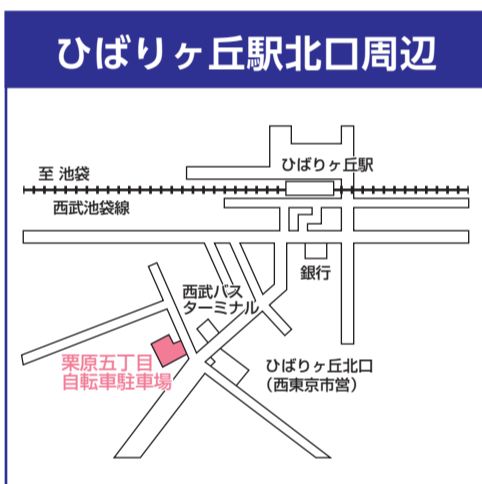 ひばりヶ丘駅北口周辺
ひばりヶ丘駅
至 池袋
西武池袋線
銀行
西武バス
ターミナル
栗原五丁目
自転車駐車場
ひばりヶ丘北口
（西東京市営）